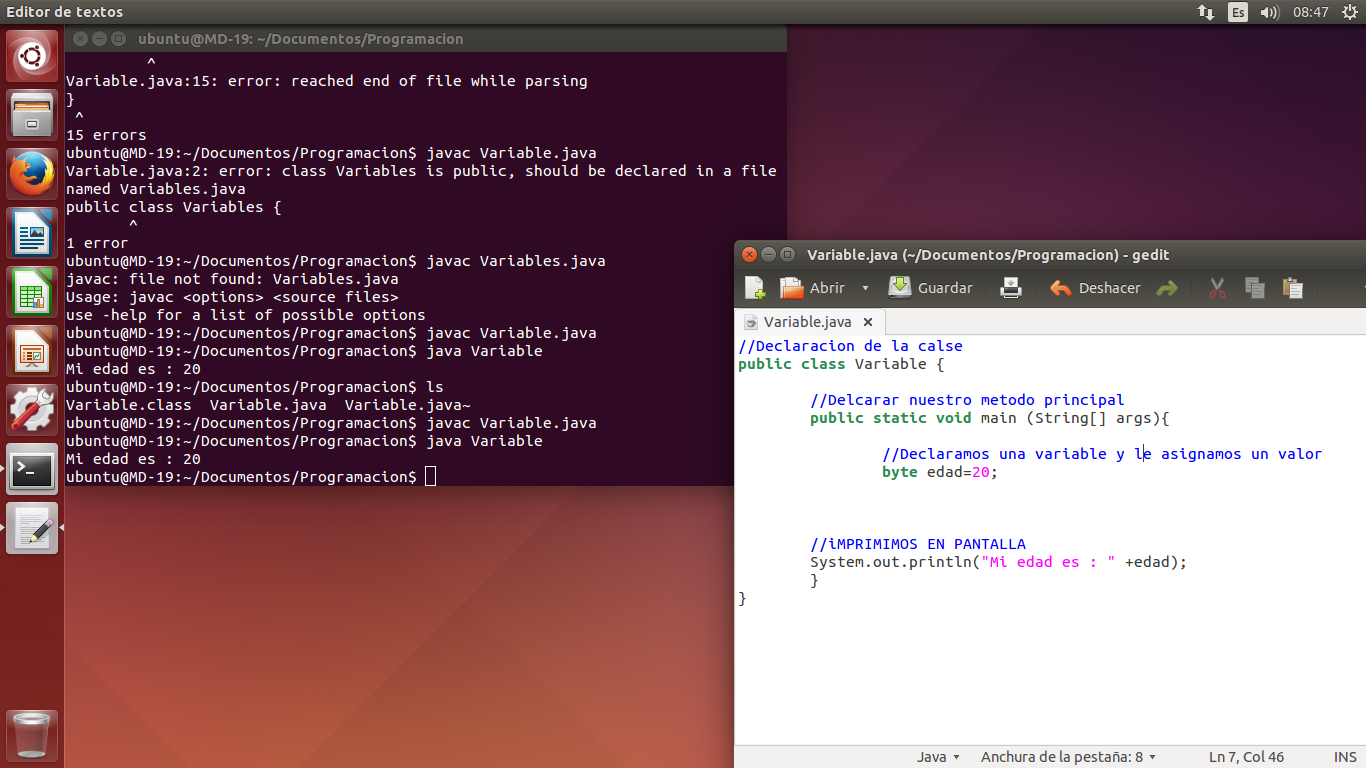 Editor de textos
Es
08:47
ubuntu@MD-19: ~/Documentos/Programacion
^
Variable.java:15: error: reached end of file while parsing
}
^
15 errors
ubuntu@MD-19:~/Documentos/Programacion$ javac Variable.java
Variable.java:2: error: class Variables is public, should be declared in a file
named Variables.java
public class Variables {
^
1 error
ubuntu@MD-19:~/Documentos/Programacion$ javac Variables.java
javac: file not found: Variables.java
Usage: javac <options> <source files>
use -help for a list of possible options
ubuntu@MD-19:~/Documentos/Programacion$ javac Variable.java
ubuntu@MD-19:~/Documentos/Programacion$ java Variable
Mi edad es : 20
ubuntu@MD-19:~/Documentos/Programacion$ ls
Variable.class  Variable.java  Variable.java~
ubuntu@MD-19:~/Documentos/Programacion$ javac Variable.java
ubuntu@MD-19:~/Documentos/Programacion$ java Variable
Mi edad es : 20
ubuntu@MD-19:~/Documentos/Programacion$
Variable.java (~/Documentos/Programacion) - gedit
Abrir Guardar Deshacer
Variable.java ×
//Declaracion de la calse
public class Variable {
//Delcarar nuestro metodo principal
public static void main (String[] args){
//Declaramos una variable y le asignamos un valor
byte edad=20;
//iMPRIMIMOS EN PANTALLA
System.out.println("Mi edad es : " +edad);
}
}
Java Anchura de la pestaña: 8 Ln 7, Col 46 INS